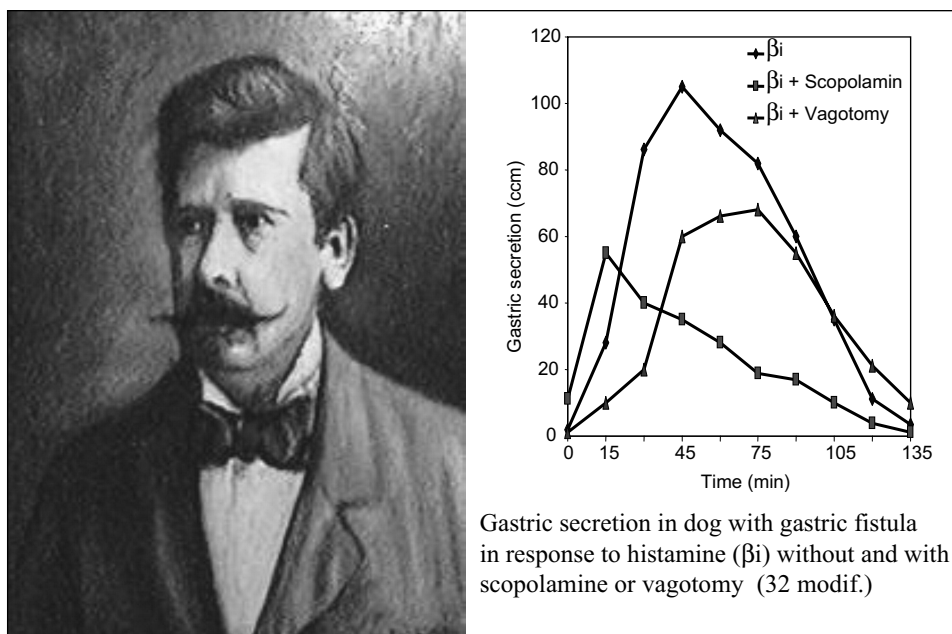 120
100
80
60
40
20
0
Gastric secretion (ccm)
βi
βi + Scopolamin
βi + Vagotomy
0 15 45 75 105 135
Time (min)
Gastric secretion in dog with gastric fistula
in response to histamine (βi) without and with
scopolamine or vagotomy (32 modif.)